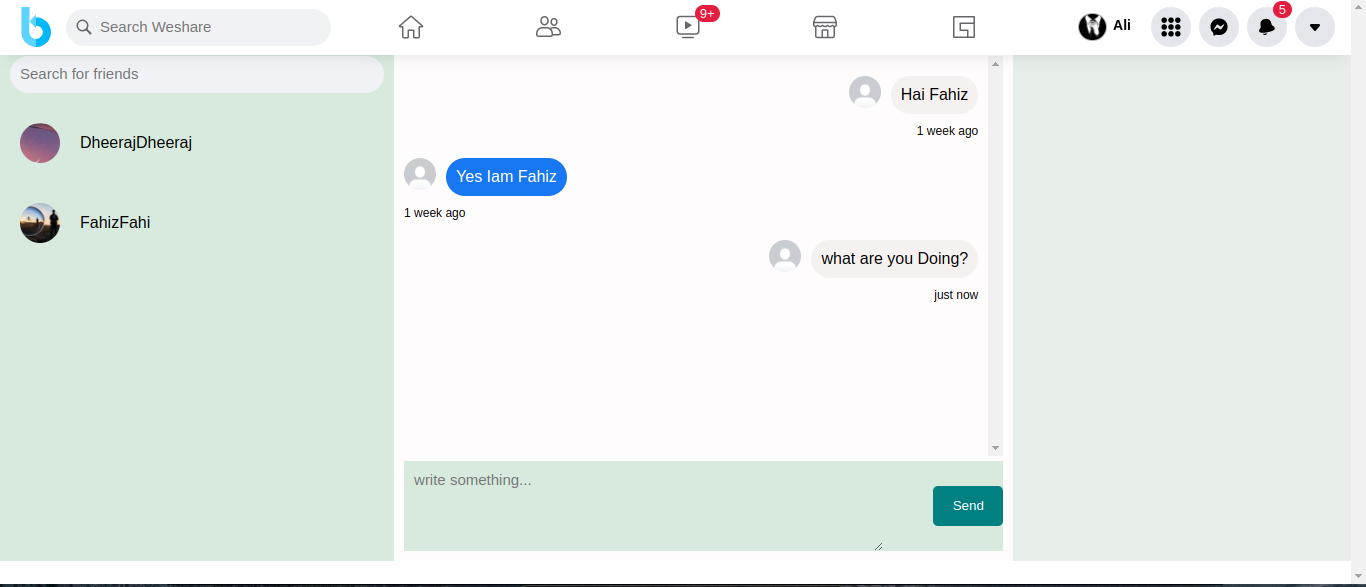 Search Weshare
9+
Ali
5
Search for friends
DheerajDheeraj
FahizFahi
Hai Fahiz
1 week ago
Yes Iam Fahiz
1 week ago
what are you Doing?
just now
write something...
Send